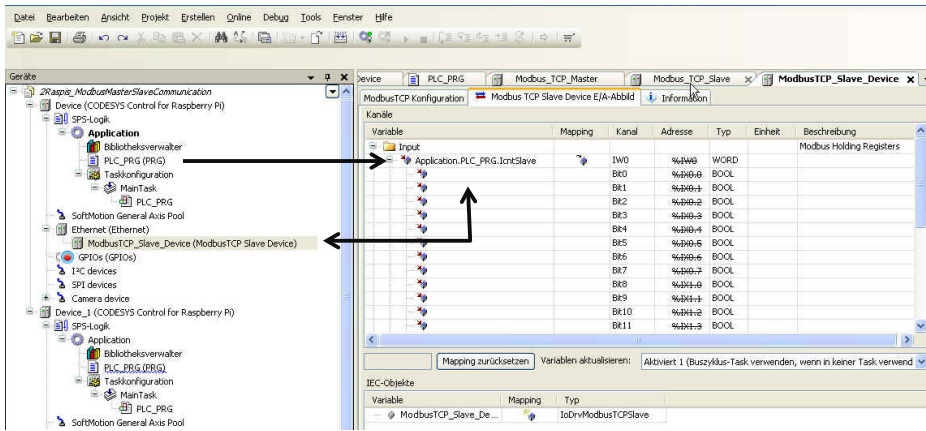 Datei Bearbeiten Ansicht Projekt Erstellen Online Debug Tools Fenster Hilfe
Geräte
2Raspis_ModbusMasterSlaveCommunication
Device (CODESYS Control for Raspberry Pi)
SPS-Logik
Application
Bibliotheksverwalter
PLC_PRG (PRG)
Taskkonfiguration
MainTask
PLC_PRG
SoftMotion General Axis Pool
Ethernet (Ethernet)
ModbusTCP_Slave_Device (ModbusTCP Slave Device)
GPIOs (GPIOs)
I²C devices
SPI devices
Camera device
Device_1 (CODESYS Control for Raspberry Pi)
SPS-Logik
Application
Bibliotheksverwalter
PLC_PRG (PRG)
Taskkonfiguration
MainTask
PLC_PRG
SoftMotion General Axis Pool
evice PLC_PRG Modbus_TCP_Master Modbus_TCP_Slave ModbusTCP_Slave_Device
ModbusTCP Konfiguration Modbus TCP Slave Device E/A-Abbild Information
Kanäle
Variable Mapping Kanal Adresse Typ Einheit Beschreibung
Input Modbus Holding Registers
Application.PLC_PRG.IcntSlave IW0 %IW0 WORD
Bit0 %IX0.0 BOOL
Bit1 %IX0.1 BOOL
Bit2 %IX0.2 BOOL
Bit3 %IX0.3 BOOL
Bit4 %IX0.4 BOOL
Bit5 %IX0.5 BOOL
Bit6 %IX0.6 BOOL
Bit7 %IX0.7 BOOL
Bit8 %IX1.0 BOOL
Bit9 %IX1.1 BOOL
Bit10 %IX1.2 BOOL
Bit11 %IX1.3 BOOL
Mapping zurücksetzen Variablen aktualisieren: Aktiviert 1 (Buszyklus-Task verwenden, wenn in keiner Task verwend
IEC-Objekte
Variable Mapping Typ
ModbusTCP_Slave_De... IoDrvModbusTCPSlave